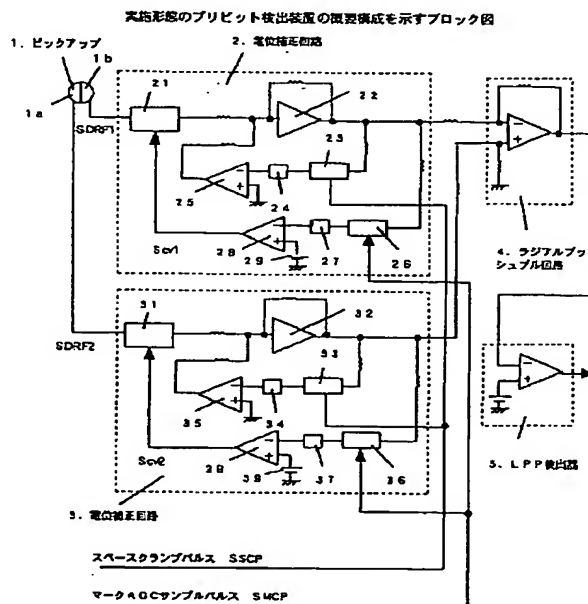 実施形態のプリピット検出装置の概要構成を示すブロック図
1. ピックアップ
1b
1a
2. 電位補正回路
21
22
23
24
25
26
27
28
29
SDRF1
Scv1
4. ラジアルプッシュプル回路
31
32
33
34
35
36
37
38
39
SDRF2
Scv2
3. 電位補正回路
5. LPP検出器
スペースクランプパルス SSCP
マークAGCサンプルパルス SMCP